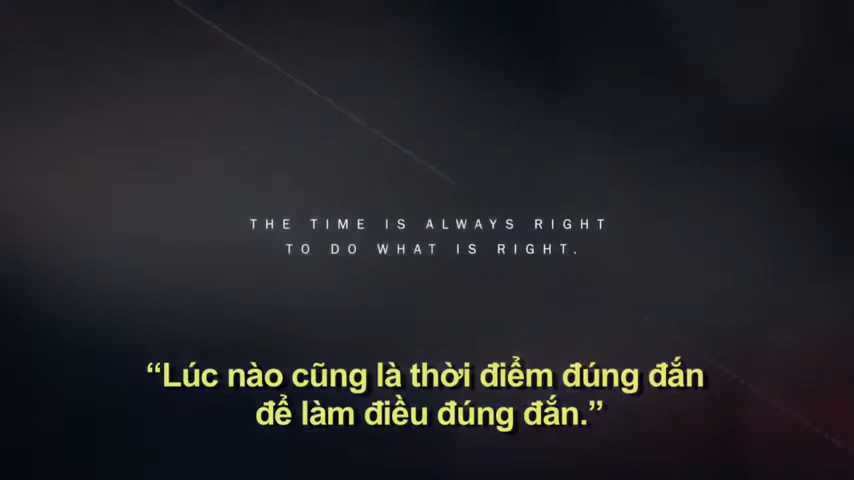 THE TIME IS ALWAYS RIGHT
TO DO WHAT IS RIGHT.
“Lúc nào cũng là thời điểm đúng đắn
để làm điều đúng đắn.”